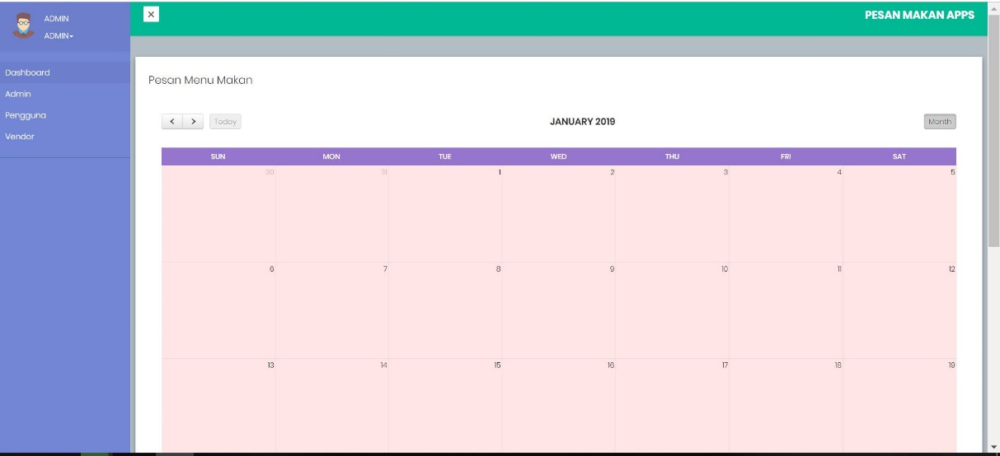 ADMIN
ADMIN
PESAN MAKAN APPS
Dashboard
Admin
Pengguna
Vendor
Pesan Menu Makan
Today
JANUARY 2019
Month
SUN MON TUE WED THU FRI SAT
30 31 1 2 3 4 5
6 7 8 9 10 11 12
13 14 15 16 17 18 19